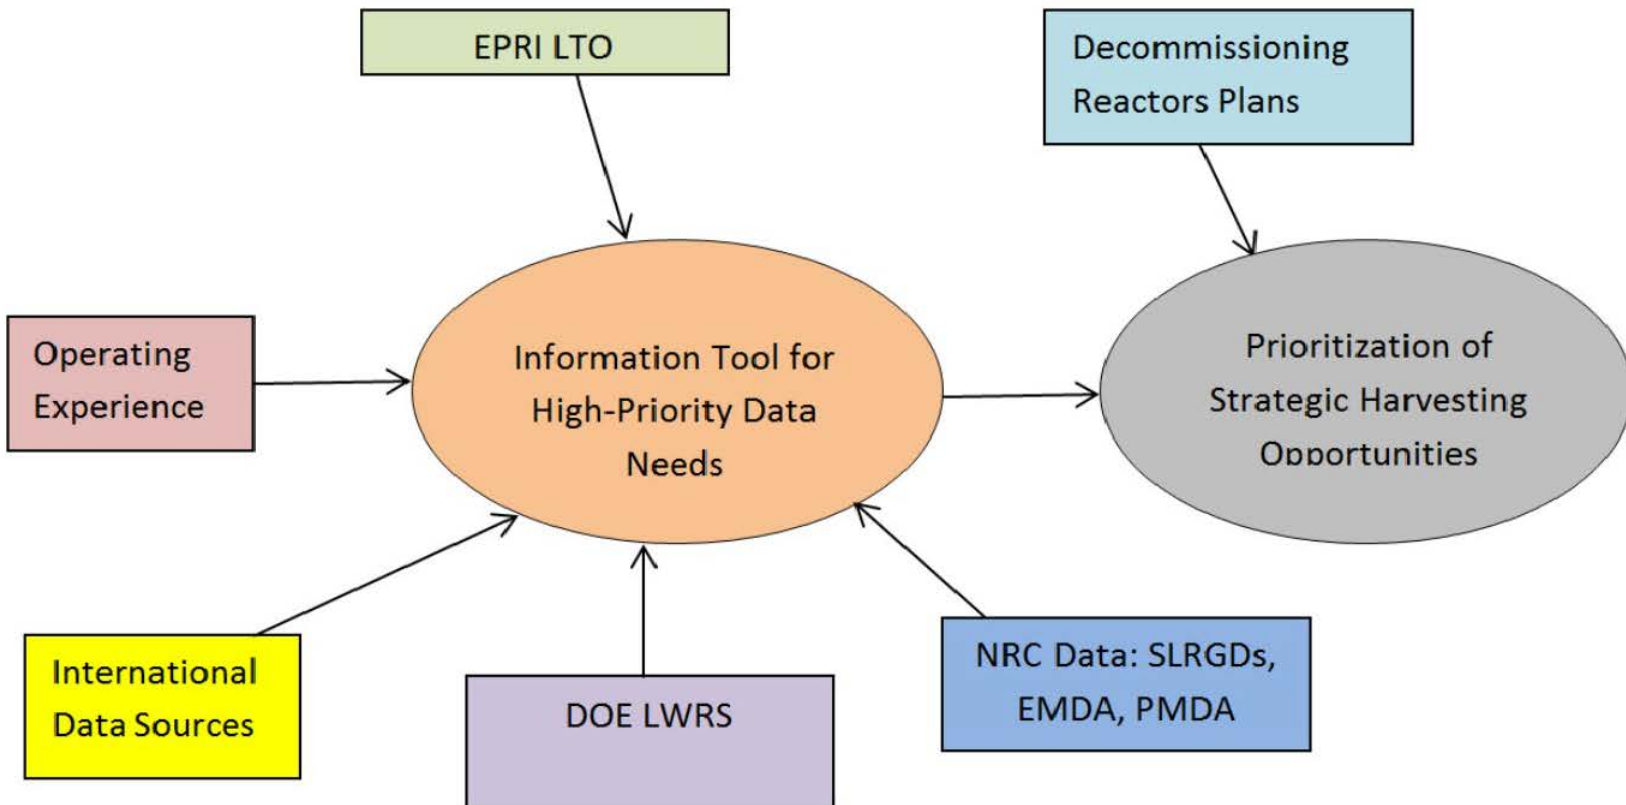 EPRI LTO
Decommissioning
Reactors Plans
Operating
Experience
Information Tool for
High-Priority Data
Needs
Prioritization of
Strategic Harvesting
Opportunities
International
Data Sources
DOE LWRS
NRC Data: SLRGDs,
EMDA, PMDA